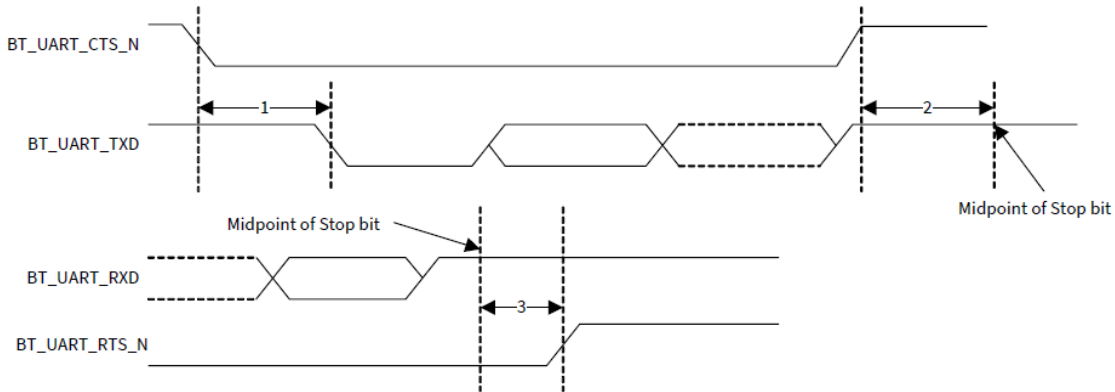 BT_UART_CTS_N
1
2
BT_UART_TXD
Midpoint of Stop bit
Midpoint of Stop bit
BT_UART_RXD
3
BT_UART_RTS_N